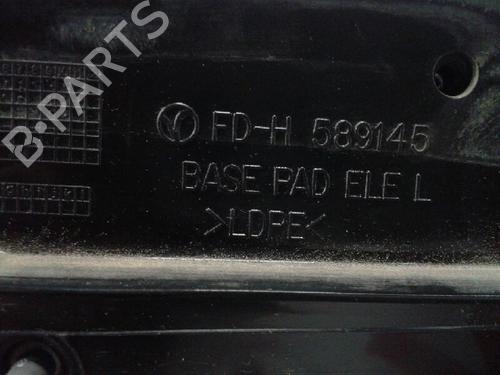 B-PARTS
FD-H 589145
BASE PAD ELE L
>LDPE<